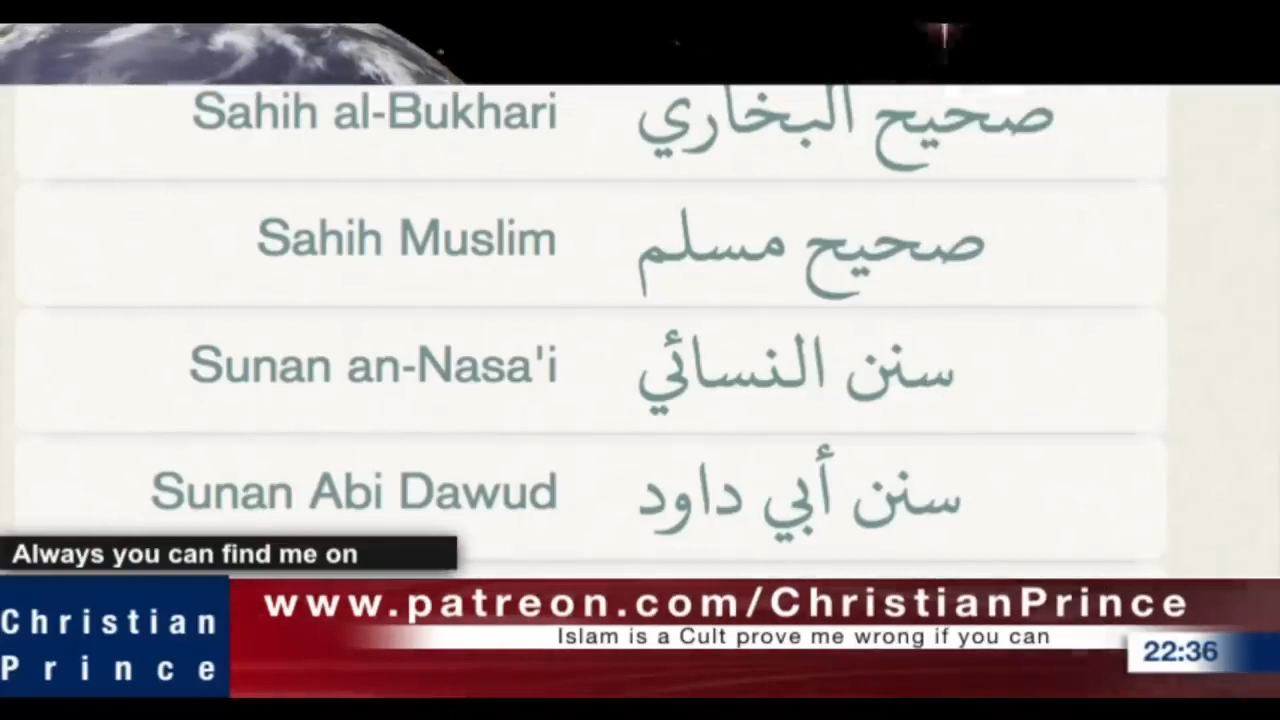 Sahih al-Bukhari صحيح البخاري
Sahih Muslim صحيح مسلم
Sunan an-Nasa'i سنن النسائي
Sunan Abi Dawud سنن أبي داود
Always you can find me on
Christian
Prince
www.patreon.com/ChristianPrince
Islam is a Cult prove me wrong if you can
22:36